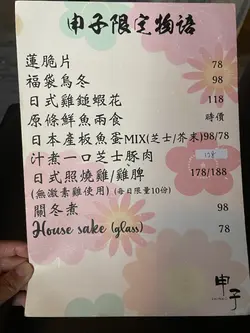 申子限定物語
蓮脆片 78
福袋烏冬 98
日式雞鎚蝦花 118
原條鮮魚兩食 時價
日本產板魚蛋MIX(芝士/芥末)98/78
汁煮一口芝士豚肉 158
日式照燒雞/雞髀 178/188
(無激素雞使用)(每日限量10份)
關冬煮 98
House sake (glass) 78
申子